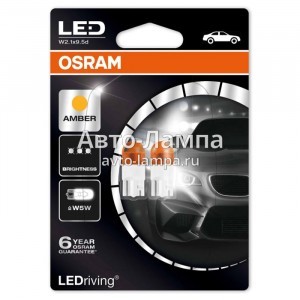 LED
W2.1x9.5d
OSRAM
AMBER
BRIGHTNESS
≙ W5W
6 YEAR
OSRAM
GUARANTEE*
LEDriving®
Авто-Лампа
avto-lampa.ru